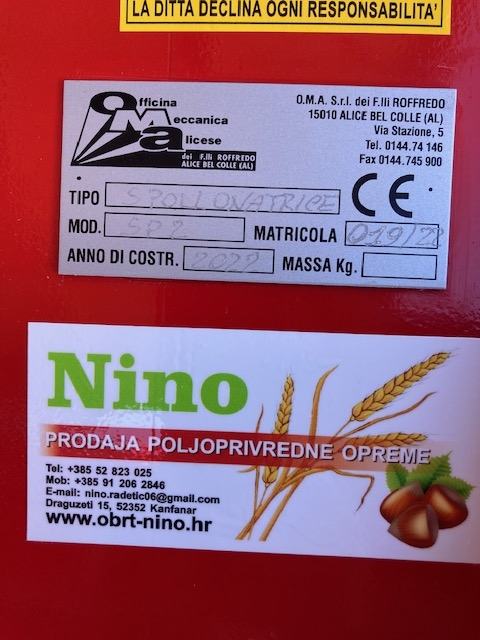 LA DITTA DECLINA OGNI RESPONSABILITA'
Officina
Meccanica
Alicese
dei F.lli ROFFREDO
ALICE BEL COLLE (AL)
O.M.A. S.r.l. dei F.lli ROFFREDO
15010 ALICE BEL COLLE (AL)
Via Stazione, 5
Tel. 0144.74 146
Fax 0144.745 900
TIPO SPOLLONATRICE CE
MOD. SP2 MATRICOLA 019/22
ANNO DI COSTR. 2022 MASSA Kg.
Nino
PRODAJA POLJOPRIVREDNE OPREME
Tel: +385 52 823 025
Mob: +385 91 206 2846
E-mail: nino.radetic06@gmail.com
Draguzeti 15, 52352 Kanfanar
www.obrt-nino.hr